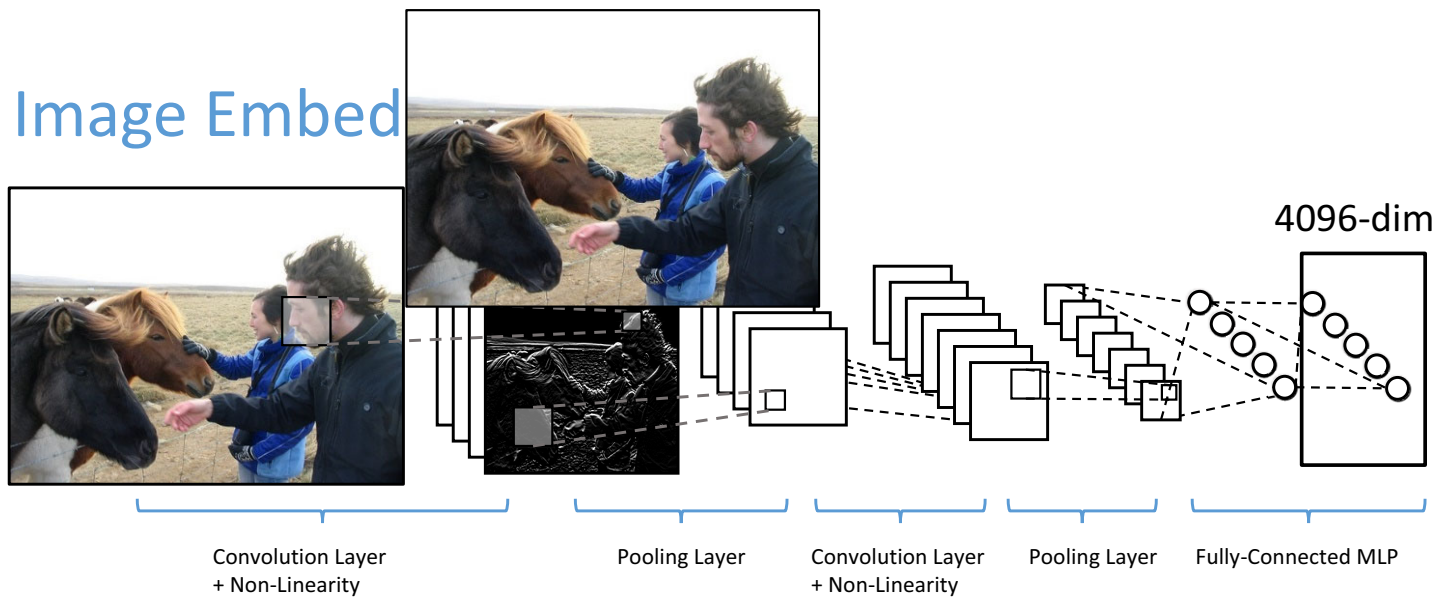 Image Embed
4096-dim
Convolution Layer
+ Non-Linearity
Pooling Layer
Convolution Layer
+ Non-Linearity
Pooling Layer
Fully-Connected MLP